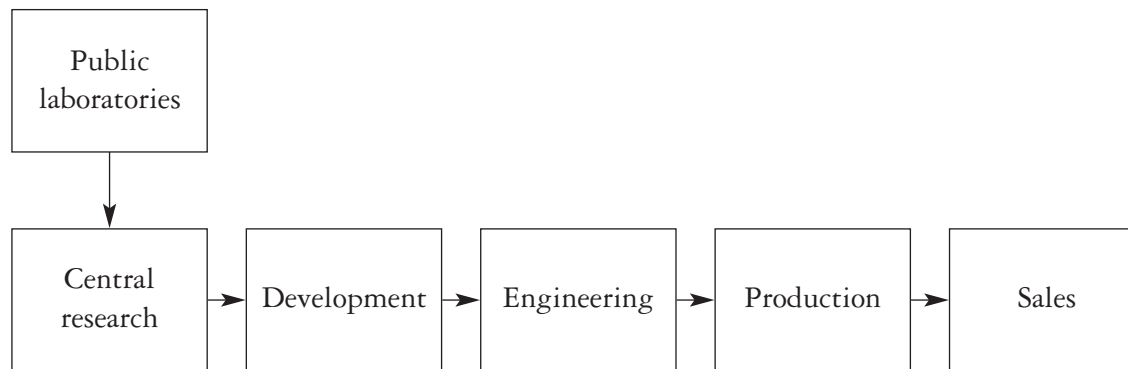 Public
laboratories
Central
research
Development
Engineering
Production
Sales